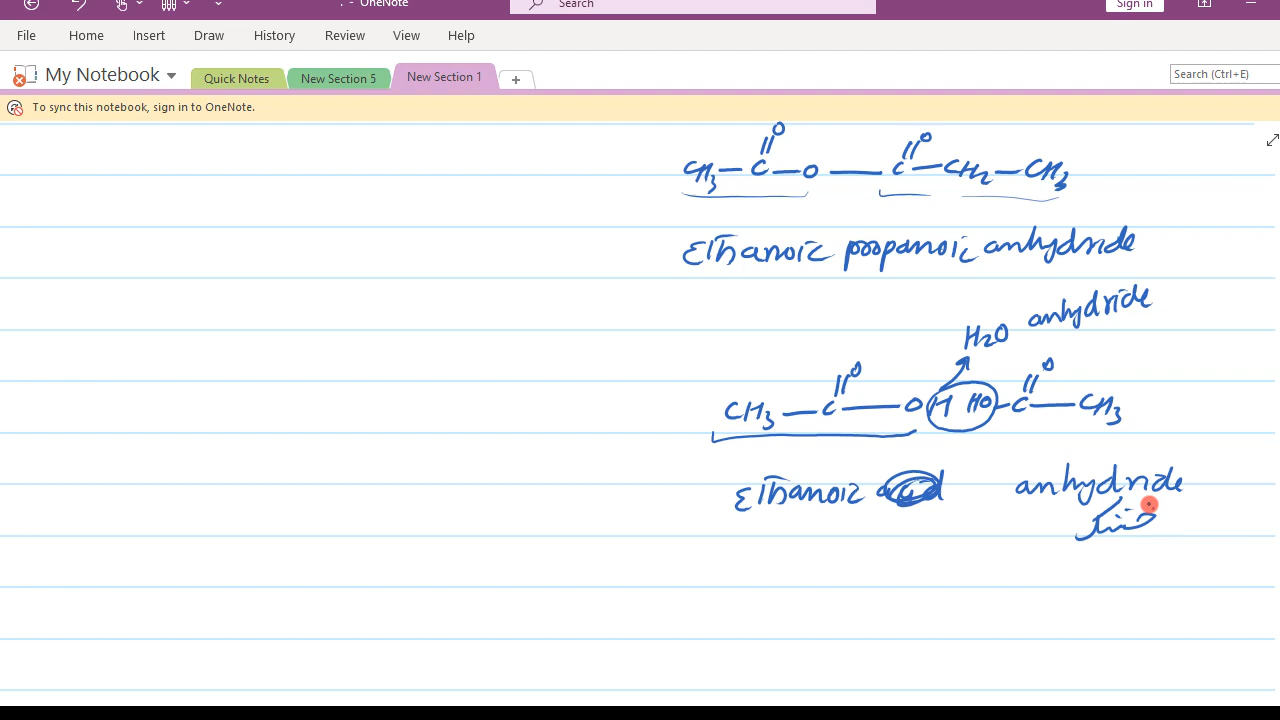 . - OneNote
Search
Sign in
File Home Insert Draw History Review View Help
My Notebook Quick Notes New Section 5 New Section 1 +
Search (Ctrl+E)
To sync this notebook, sign in to OneNote.
O O
CH3—C—O—C—CH2—CH3
Ethanoic propanoic anhydride
H2O anhydride
O O
CH3—C—OH HO—C—CH3
Ethanoic anhydride